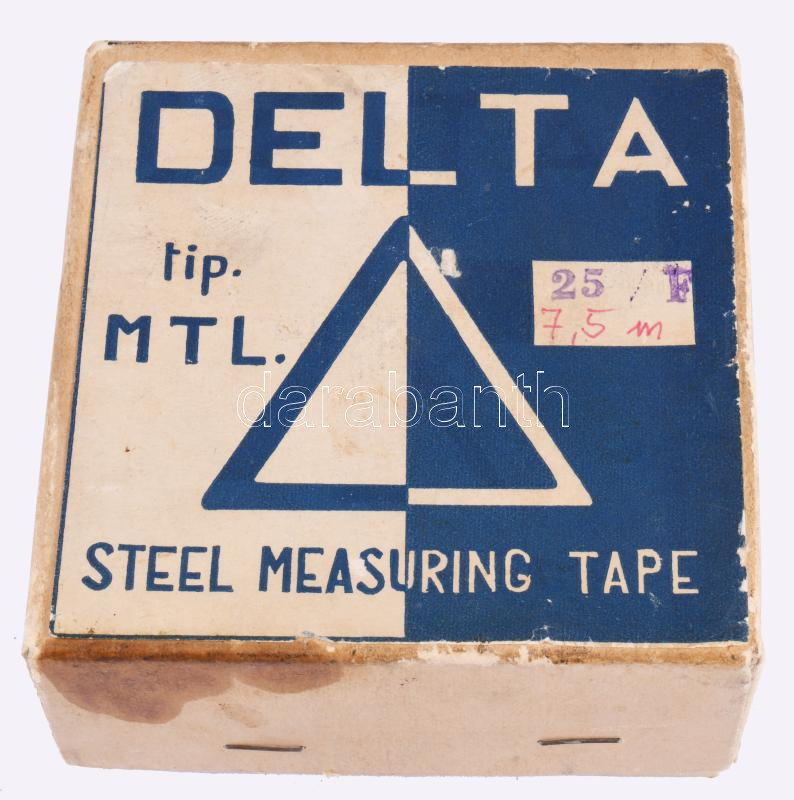 DELTA
tip.
MTL.
25 / F
7,5 m
darabanth
STEEL MEASURING TAPE